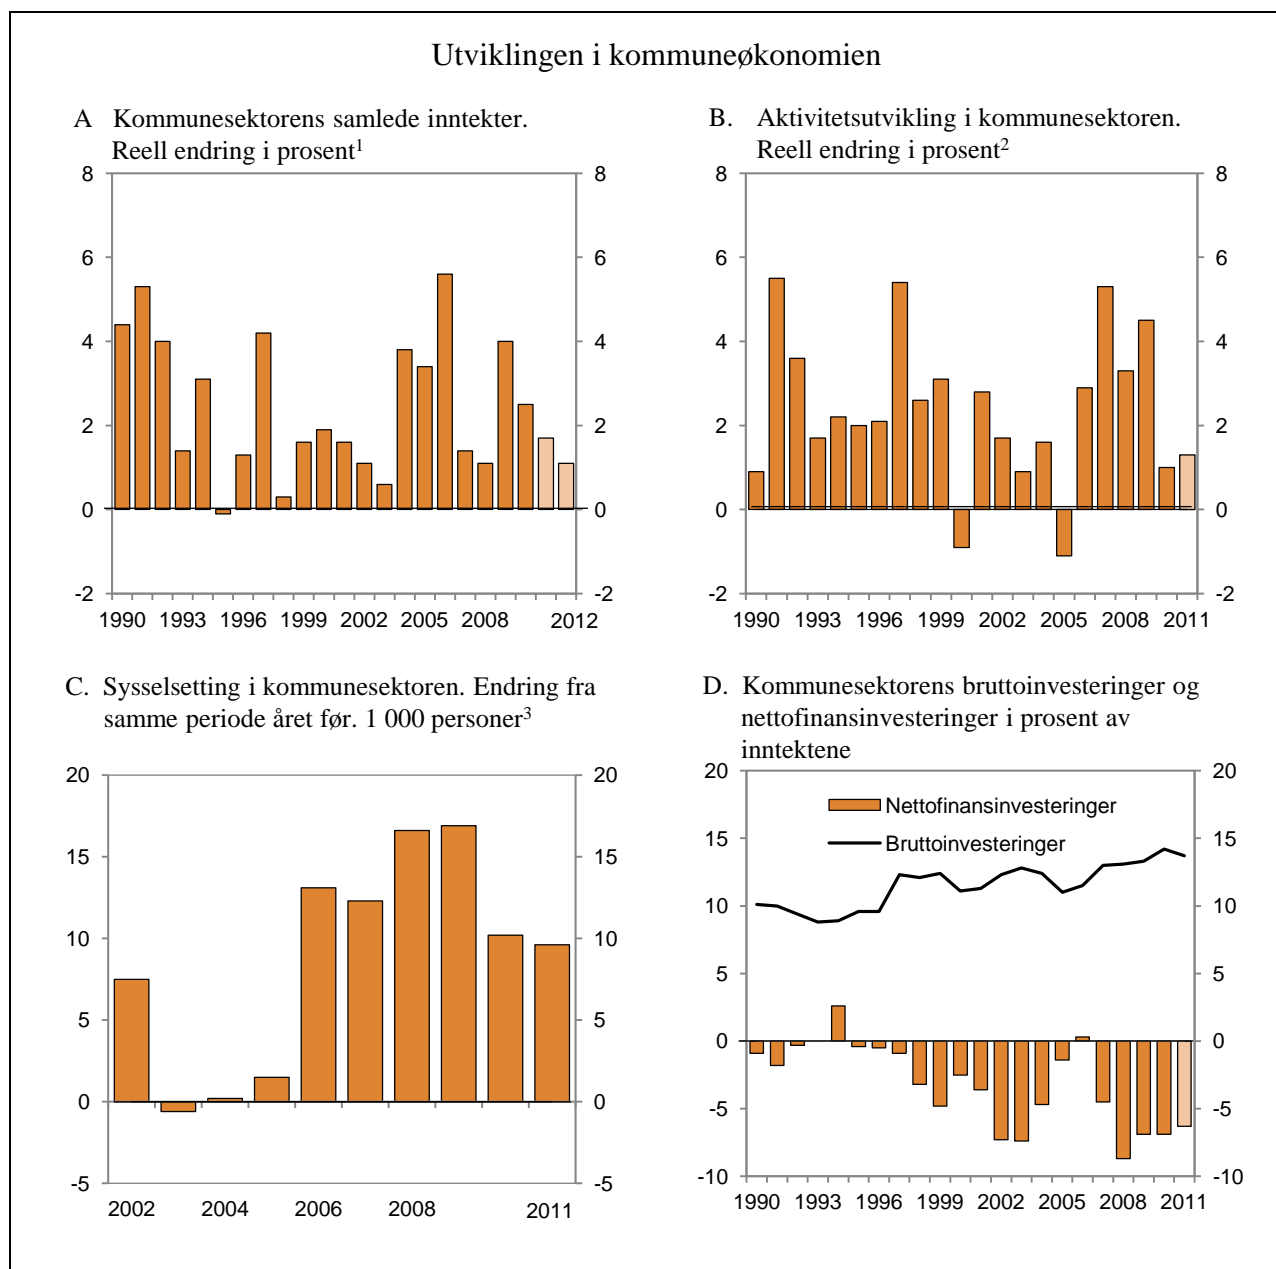 Utviklingen i kommuneøkonomien
A Kommunesektorens samlede inntekter.
Reell endring i prosent¹
8 8
6 6
4 4
2 2
0 0
-2 -2
1990 1993 1996 1999 2002 2005 2008 2012
B. Aktivitetsutvikling i kommunesektoren.
Reell endring i prosent²
8 8
6 6
4 4
2 2
0 0
-2 -2
1990 1993 1996 1999 2002 2005 2008 2011
C. Sysselsetting i kommunesektoren. Endring fra
samme periode året før. 1 000 personer³
20 20
15 15
10 10
5 5
0 0
-5 -5
2002 2004 2006 2008 2011
D. Kommunesektorens bruttoinvesteringer og
nettofinansinvesteringer i prosent av
inntektene
20 20
Nettofinansinvesteringer
15 Bruttoinvesteringer 15
10 10
5 5
0 0
-5 -5
-10 -10
1990 1993 1996 1999 2002 2005 2008 2011